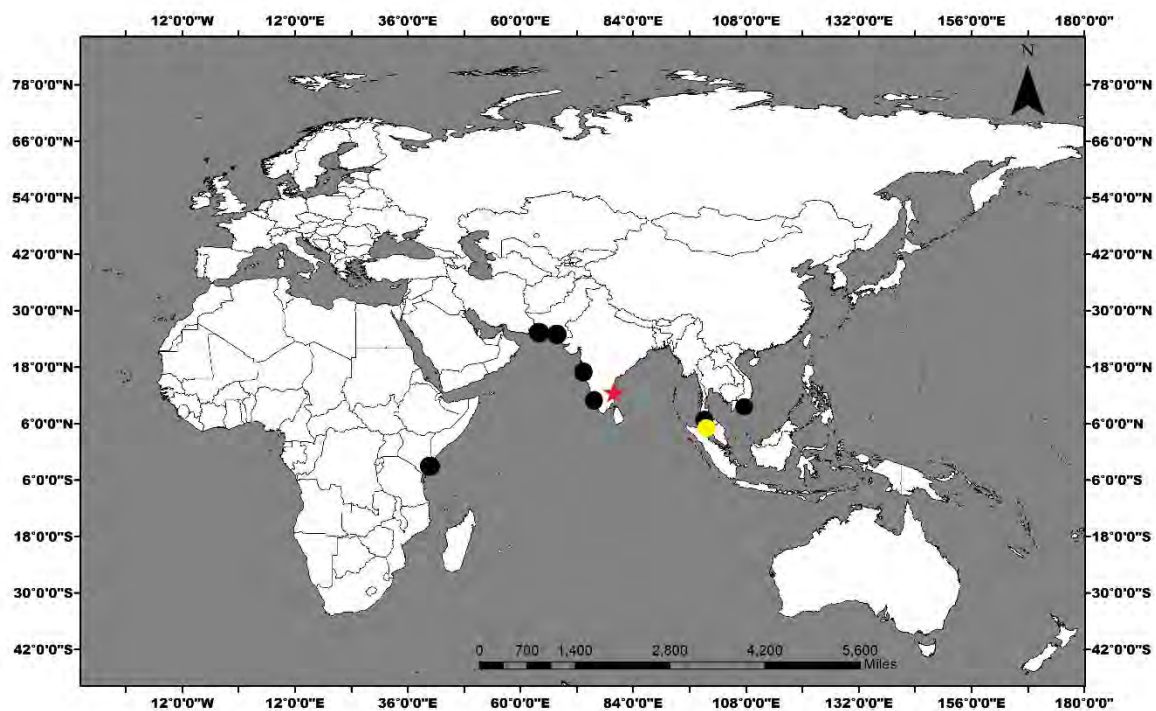 12°0'0"W 12°0'0"E 36°0'0"E 60°0'0"E 84°0'0"E 108°0'0"E 132°0'0"E 156°0'0"E 180°0'0"
N
78°0'0"N 78°0'0"N
66°0'0"N 66°0'0"N
54°0'0"N 54°0'0"N
42°0'0"N 42°0'0"N
30°0'0"N 30°0'0"N
18°0'0"N 18°0'0"N
6°0'0"N 6°0'0"N
6°0'0"S 6°0'0"S
18°0'0"S 18°0'0"S
30°0'0"S 30°0'0"S
42°0'0"S 42°0'0"S
0 700 1,400 2,800 4,200 5,600
Miles
12°0'0"W 12°0'0"E 36°0'0"E 60°0'0"E 84°0'0"E 108°0'0"E 132°0'0"E 156°0'0"E 180°0'0"